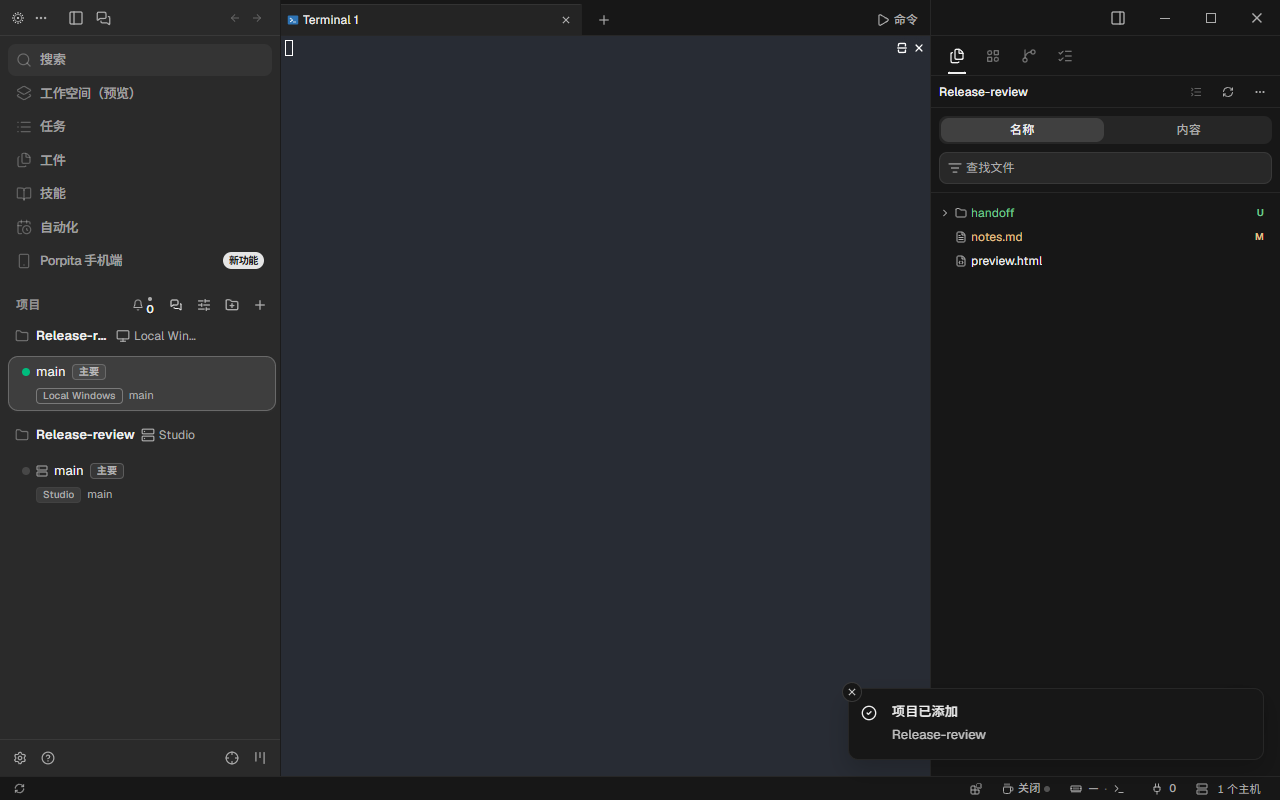 Terminal 1
命令
搜索
工作空间（预览）
任务
工件
技能
自动化
Porpita 手机端
新功能
项目
0
Release-r...
Local Win...
main
主要
Local Windows
main
Release-review
Studio
main
主要
Studio
main
Release-review
名称
内容
查找文件
handoff
U
notes.md
M
preview.html
项目已添加
Release-review
关闭
0
1 个主机